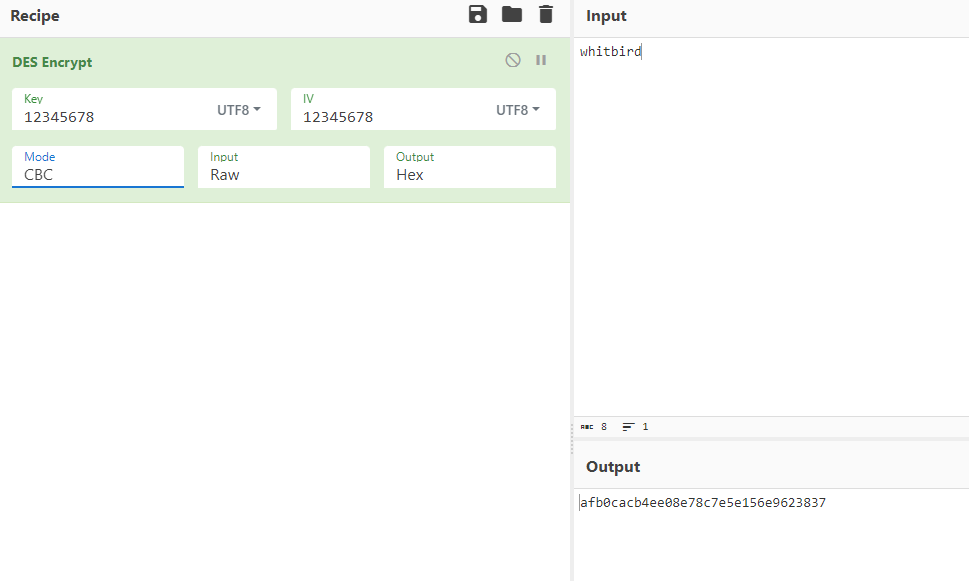 Recipe
DES Encrypt
Key
12345678
UTF8
IV
12345678
UTF8
Mode
CBC
Input
Raw
Output
Hex
Input
whitbird
ABC 8 1
Output
afb0cacb4ee08e78c7e5e156e9623837